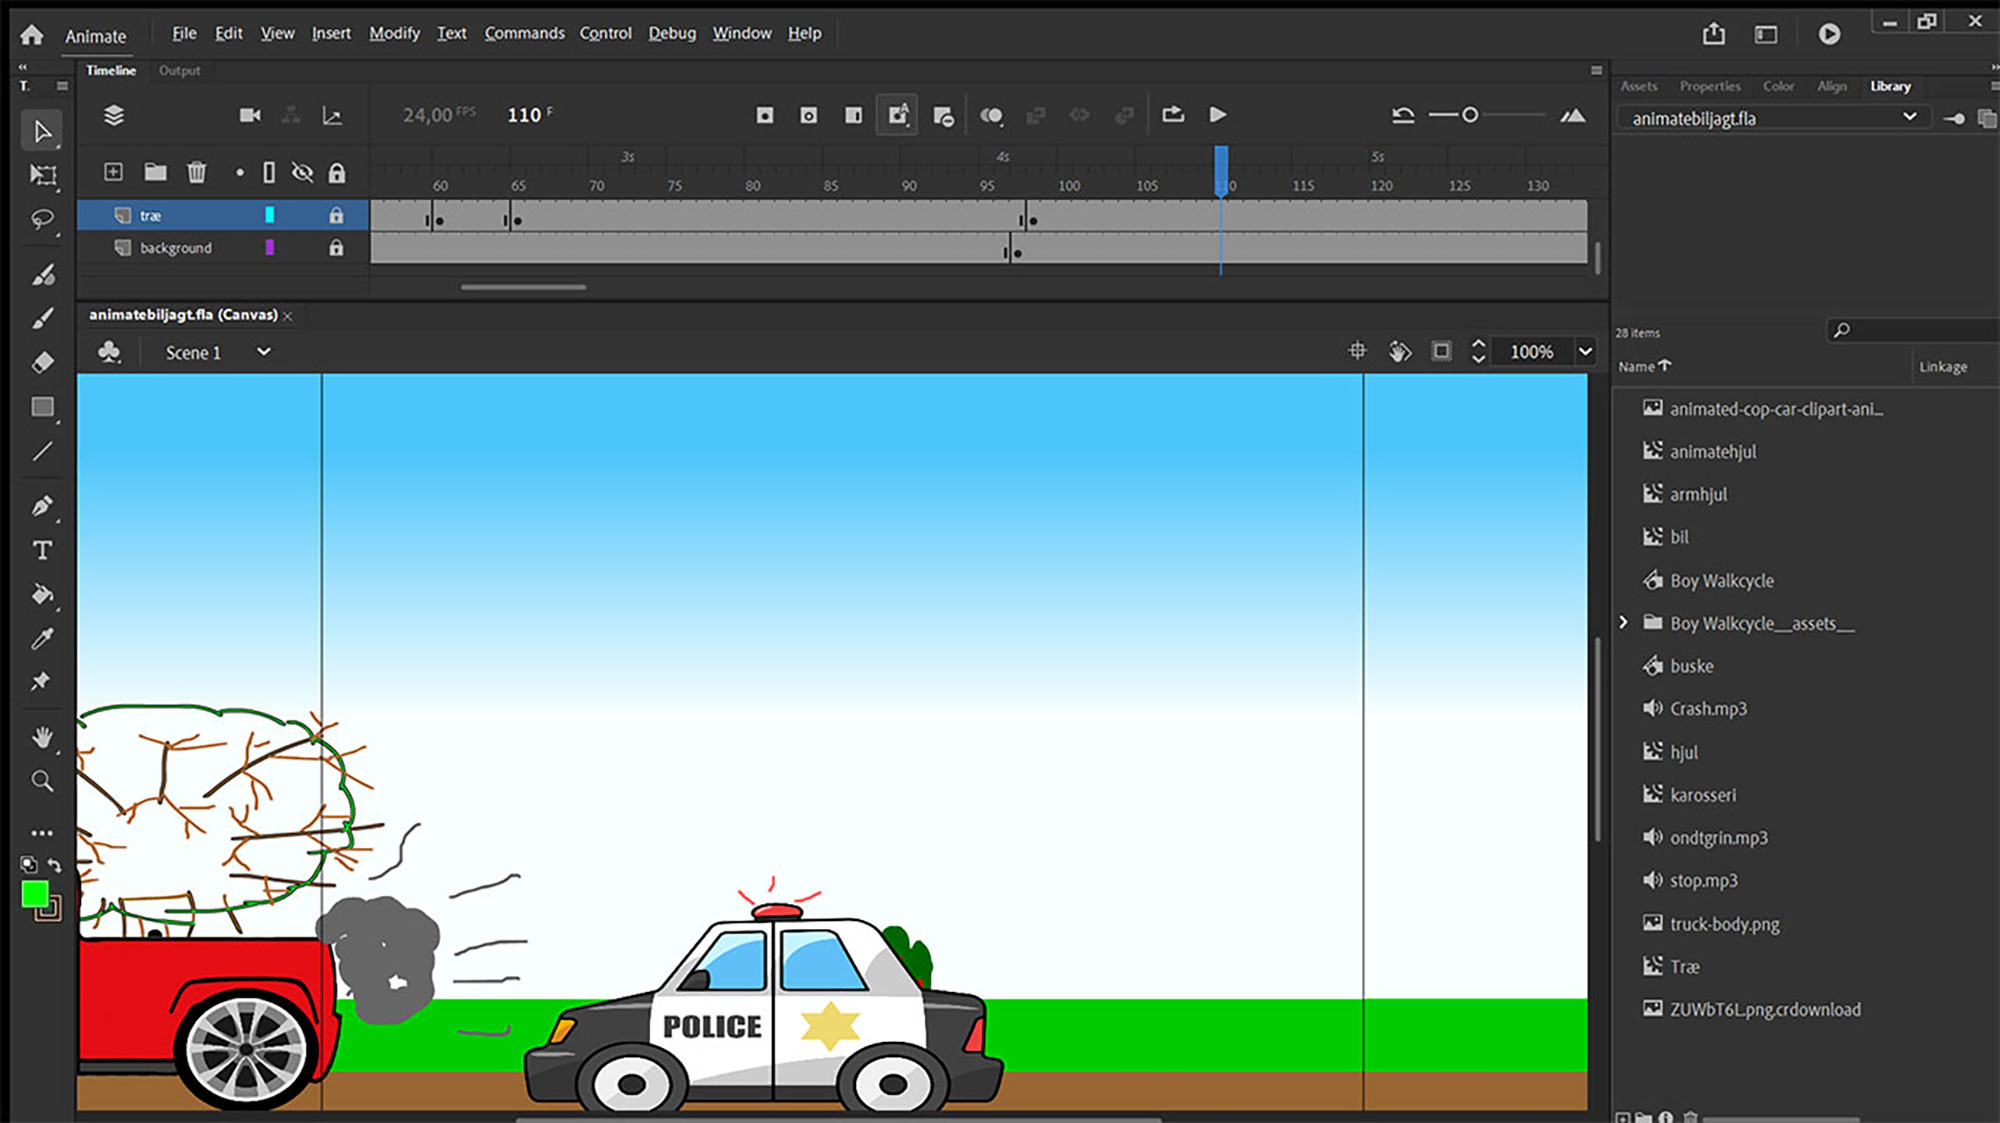 Animate File Edit View Insert Modify Text Commands Control Debug Window Help
Timeline Output
T.
Assets Properties Color Align Library
24,00 FPS 110 F
animatebiljagt.fla
3s 4s 5s
60 65 70 75 80 85 90 95 100 105 110 115 120 125 130
træ
background
animatebiljagt.fla (Canvas)
28 items
Scene 1
100%
Name Linkage
animated-cop-car-clipart-ani...
animatehjul
armhjul
bil
Boy Walkcycle
Boy Walkcycle__assets__
buske
Crash.mp3
hjul
karosseri
ondtgrin.mp3
stop.mp3
truck-body.png
Træ
ZUWbT6L.png.crdownload
POLICE